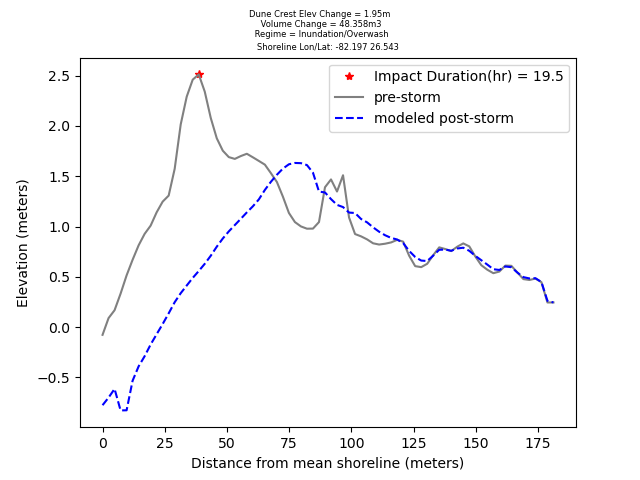 Dune Crest Elev Change = 1.95m
Volume Change = 48.358m3
Regime = Inundation/Overwash
Shoreline Lon/Lat: -82.197 26.543
Impact Duration(hr) = 19.5
pre-storm
modeled post-storm
2.5
2.0
1.5
1.0
0.5
0.0
−0.5
Elevation (meters)
0 25 50 75 100 125 150 175
Distance from mean shoreline (meters)